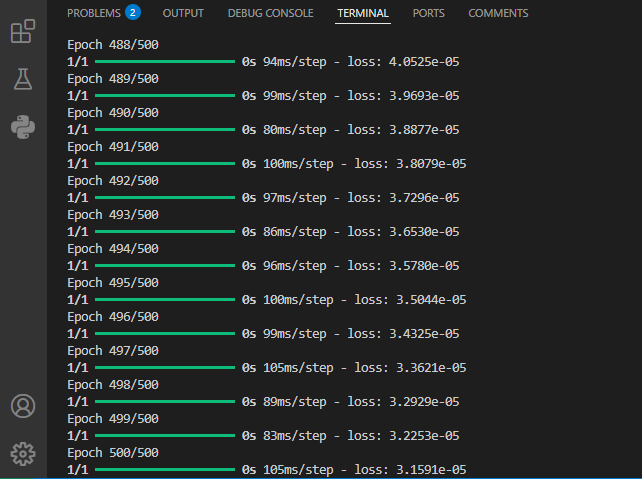 PROBLEMS 2 OUTPUT DEBUG CONSOLE TERMINAL PORTS COMMENTS
Epoch 488/500
1/1 0s 94ms/step - loss: 4.0525e-05
Epoch 489/500
1/1 0s 99ms/step - loss: 3.9693e-05
Epoch 490/500
1/1 0s 80ms/step - loss: 3.8877e-05
Epoch 491/500
1/1 0s 100ms/step - loss: 3.8079e-05
Epoch 492/500
1/1 0s 97ms/step - loss: 3.7296e-05
Epoch 493/500
1/1 0s 86ms/step - loss: 3.6530e-05
Epoch 494/500
1/1 0s 96ms/step - loss: 3.5780e-05
Epoch 495/500
1/1 0s 100ms/step - loss: 3.5044e-05
Epoch 496/500
1/1 0s 99ms/step - loss: 3.4325e-05
Epoch 497/500
1/1 0s 105ms/step - loss: 3.3621e-05
Epoch 498/500
1/1 0s 89ms/step - loss: 3.2929e-05
Epoch 499/500
1/1 0s 83ms/step - loss: 3.2253e-05
Epoch 500/500
1/1 0s 105ms/step - loss: 3.1591e-05